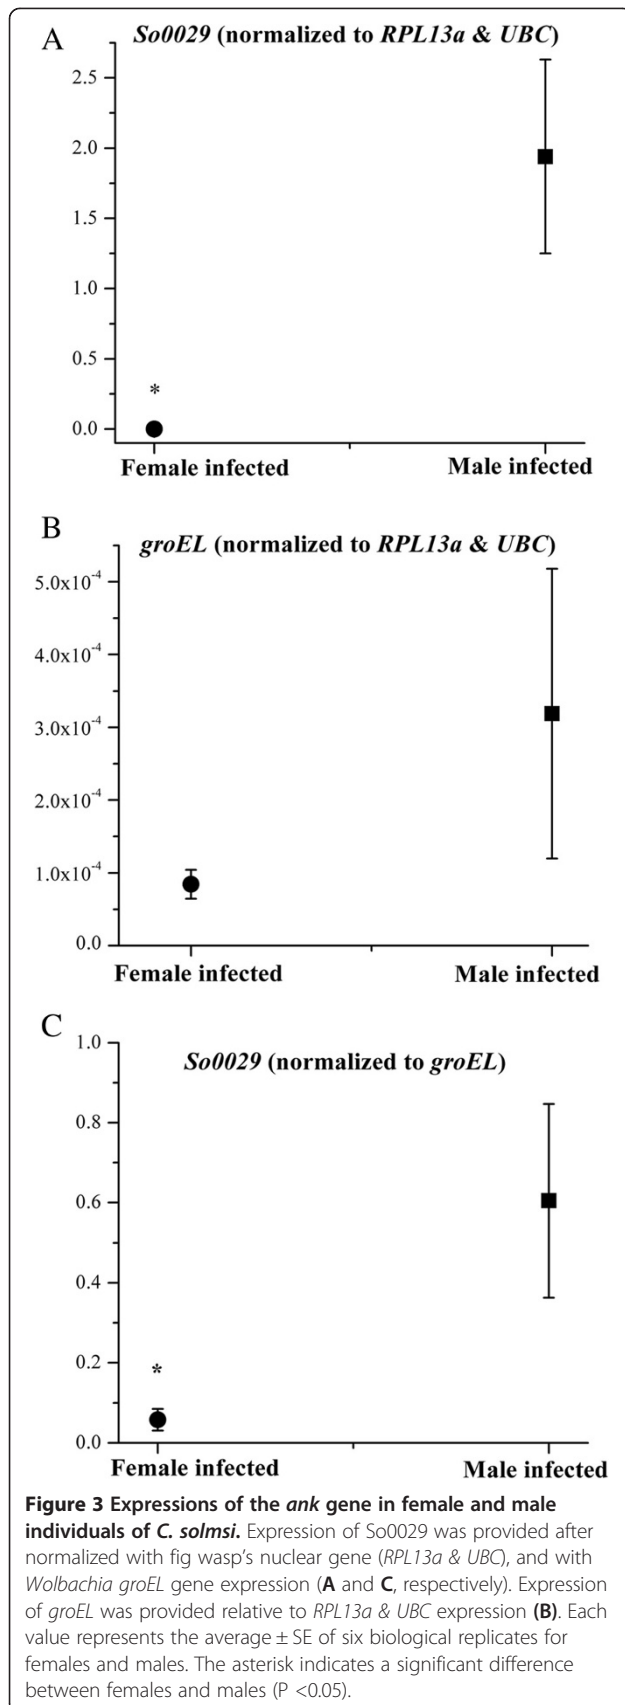 A
So0029 (normalized to RPL13a & UBC)
2.5
2.0
1.5
1.0
0.5
0.0
*
Female infected
Male infected
B
groEL (normalized to RPL13a & UBC)
5.0x10⁻⁴
4.0x10⁻⁴
3.0x10⁻⁴
2.0x10⁻⁴
1.0x10⁻⁴
0.0
Female infected
Male infected
C
So0029 (normalized to groEL)
1.0
0.8
0.6
0.4
0.2
0.0
*
Female infected
Male infected
Figure 3 Expressions of the ank gene in female and male
individuals of C. solmsi. Expression of So0029 was provided after
normalized with fig wasp's nuclear gene (RPL13a & UBC), and with
Wolbachia groEL gene expression (A and C, respectively). Expression
of groEL was provided relative to RPL13a & UBC expression (B). Each
value represents the average ± SE of six biological replicates for
females and males. The asterisk indicates a significant difference
between females and males (P <0.05).